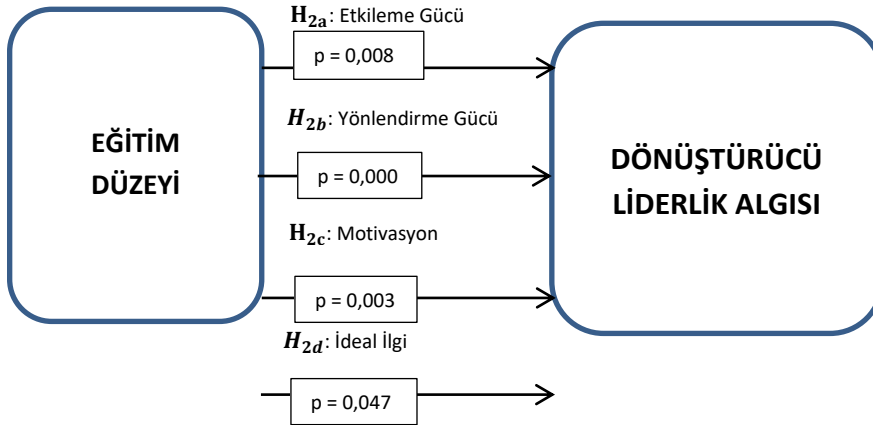 H2a: Etkileme Gücü
p = 0,008
H2b: Yönlendirme Gücü
EĞİTİM
DÜZEYİ
p = 0,000
DÖNÜŞTÜRÜCÜ
LİDERLİK ALGISI
H2c: Motivasyon
p = 0,003
H2d: İdeal İlgi
p = 0,047